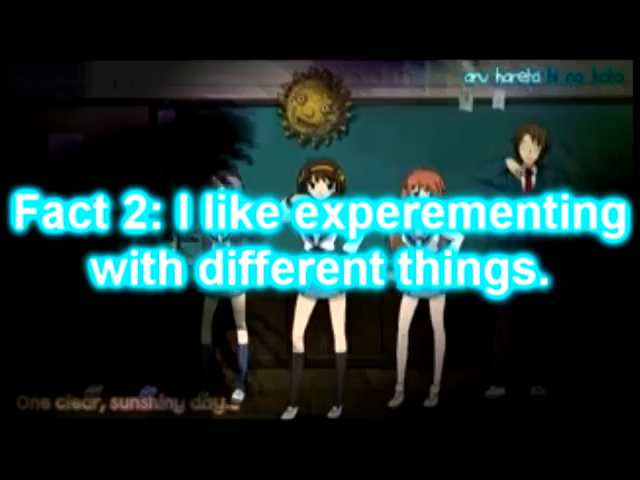 aru hareta hi no koto
Fact 2: I like experementing
with different things.
One clear, sunshiny day...